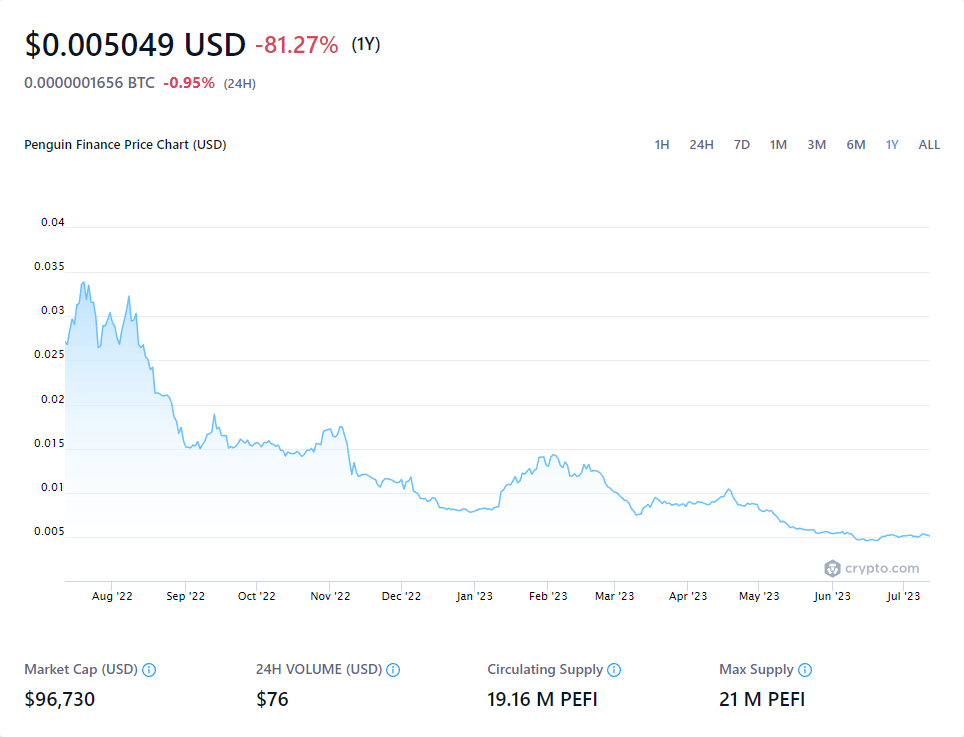 $0.005049 USD -81.27% (1Y)
0.0000001656 BTC -0.95% (24H)
Penguin Finance Price Chart (USD) 1H 24H 7D 1M 3M 6M 1Y ALL
0.04
0.035
0.03
0.025
0.02
0.015
0.01
0.005
crypto.com
Aug '22 Sep '22 Oct '22 Nov '22 Dec '22 Jan '23 Feb '23 Mar '23 Apr '23 May '23 Jun '23 Jul '23
Market Cap (USD) 24H VOLUME (USD) Circulating Supply Max Supply
$96,730 $76 19.16 M PEFI 21 M PEFI